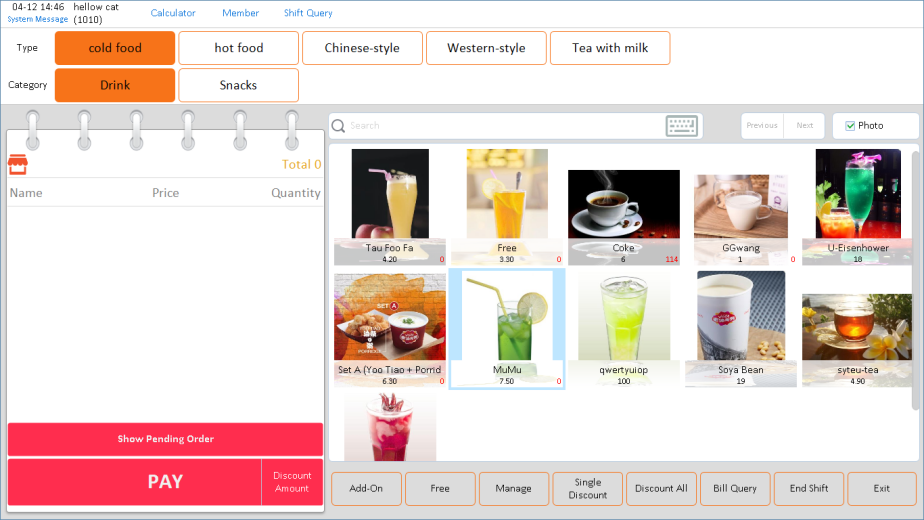 04-12 14:46 hellow cat
System Message (1010)
Calculator Member Shift Query
Type cold food hot food Chinese-style Western-style Tea with milk
Category Drink Snacks
Search
Previous Next
Photo
Total 0
Name Price Quantity
Tau Foo Fa
4.20 0
Free
3.30 0
Coke
6 114
GGwang
1 0
U-Eisenhower
18
SET A
Set A (Yoo Tiao + Porrid
6.30 0
MuMu
7.50 0
qwertyuiop
100
Soya Bean
19
syteu-tea
4.90
Show Pending Order
PAY
Discount
Amount
Add-On
Free
Manage
Single
Discount
Discount All
Bill Query
End Shift
Exit